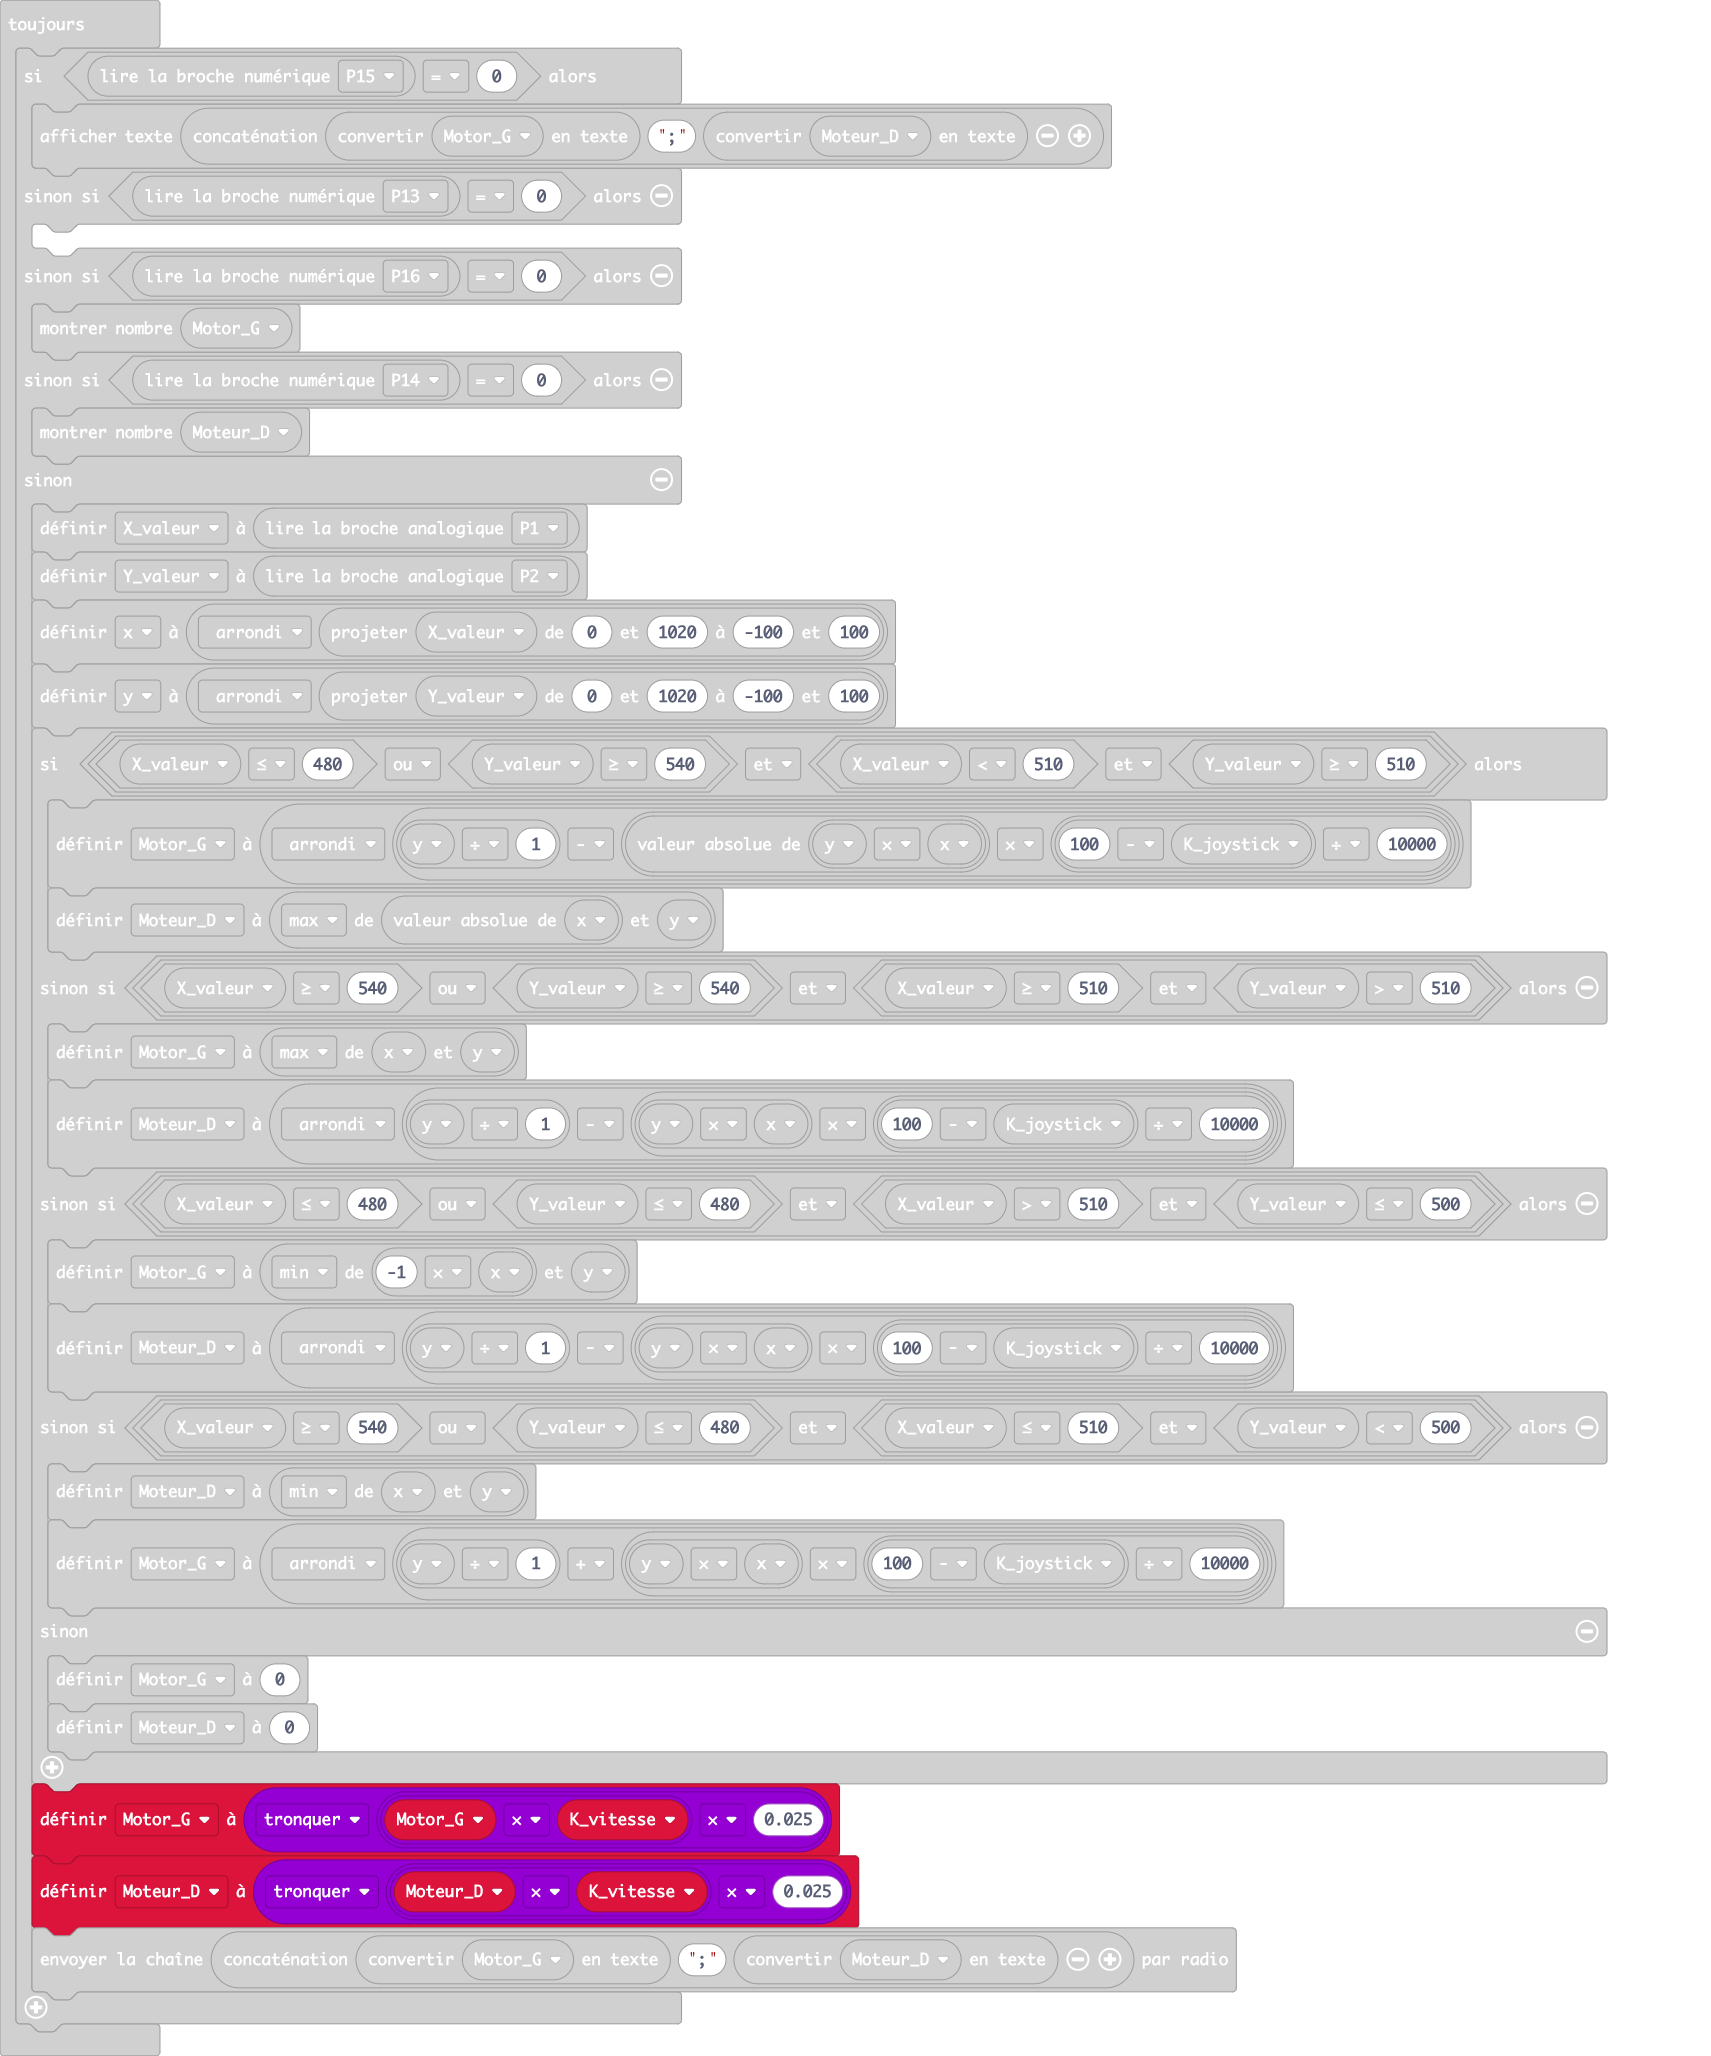 toujours
si lire la broche numérique P15 = 0 alors
afficher texte concaténation convertir Motor_G en texte ";" convertir Moteur_D en texte
sinon si lire la broche numérique P13 = 0 alors
sinon si lire la broche numérique P16 = 0 alors
montrer nombre Motor_G
sinon si lire la broche numérique P14 = 0 alors
montrer nombre Moteur_D
sinon
définir X_valeur à lire la broche analogique P1
définir Y_valeur à lire la broche analogique P2
définir x à arrondi projeter X_valeur de 0 et 1020 à -100 et 100
définir y à arrondi projeter Y_valeur de 0 et 1020 à -100 et 100
si X_valeur ≤ 480 ou Y_valeur ≥ 540 et X_valeur < 510 et Y_valeur ≥ 510 alors
définir Motor_G à arrondi y ÷ 1 - valeur absolue de y × x × 100 - K_joystick ÷ 10000
définir Moteur_D à max de valeur absolue de x et y
sinon si X_valeur ≥ 540 ou Y_valeur ≥ 540 et X_valeur ≥ 510 et Y_valeur > 510 alors
définir Motor_G à max de x et y
définir Moteur_D à arrondi y ÷ 1 - y × x × 100 - K_joystick ÷ 10000
sinon si X_valeur ≤ 480 ou Y_valeur ≤ 480 et X_valeur > 510 et Y_valeur ≤ 500 alors
définir Motor_G à min de -1 × x et y
définir Moteur_D à arrondi y ÷ 1 - y × x × 100 - K_joystick ÷ 10000
sinon si X_valeur ≥ 540 ou Y_valeur ≤ 480 et X_valeur ≤ 510 et Y_valeur < 500 alors
définir Moteur_D à min de x et y
définir Motor_G à arrondi y ÷ 1 + y × x × 100 - K_joystick ÷ 10000
sinon
définir Motor_G à 0
définir Moteur_D à 0
définir Motor_G à tronquer Motor_G × K_vitesse × 0.025
définir Moteur_D à tronquer Moteur_D × K_vitesse × 0.025
envoyer la chaîne concaténation convertir Motor_G en texte ";" convertir Moteur_D en texte par radio